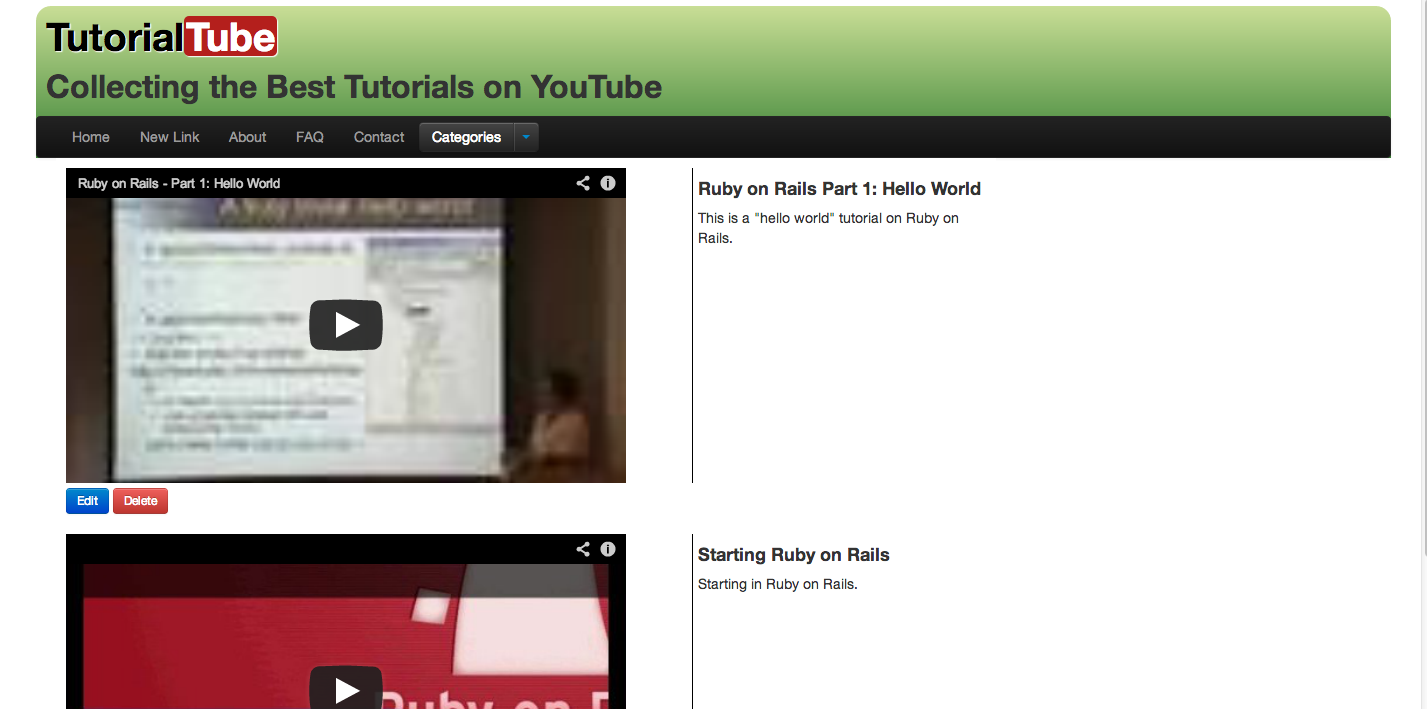 TutorialTube
Collecting the Best Tutorials on YouTube
Home New Link About FAQ Contact Categories
Ruby on Rails - Part 1: Hello World
Ruby on Rails Part 1: Hello World
This is a "hello world" tutorial on Ruby on
Rails.
Edit Delete
Starting Ruby on Rails
Starting in Ruby on Rails.
Ruby on R